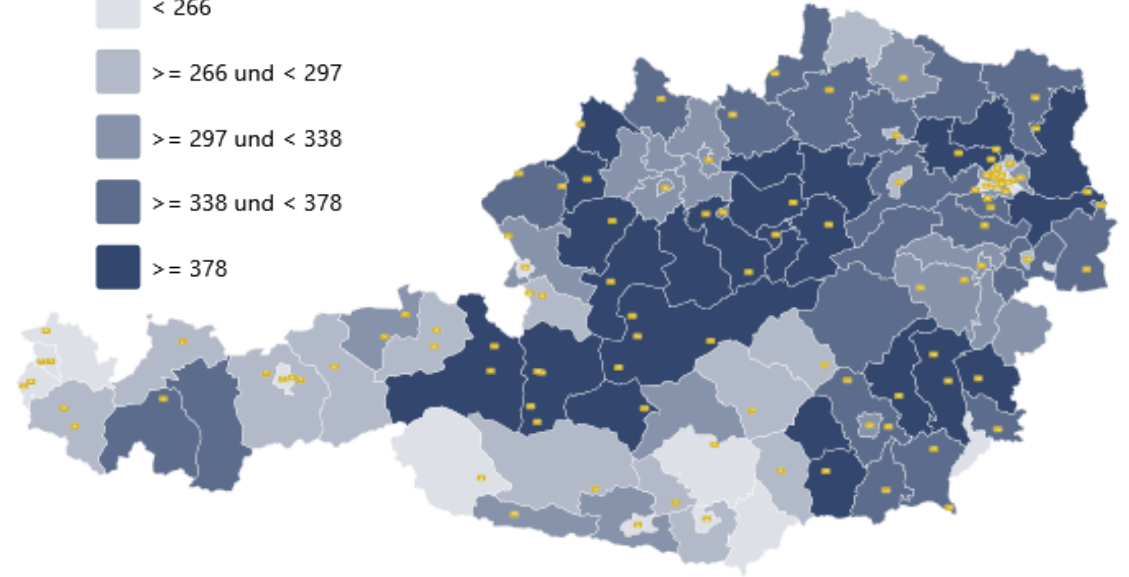 < 266
>= 266 und < 297
>= 297 und < 338
>= 338 und < 378
>= 378